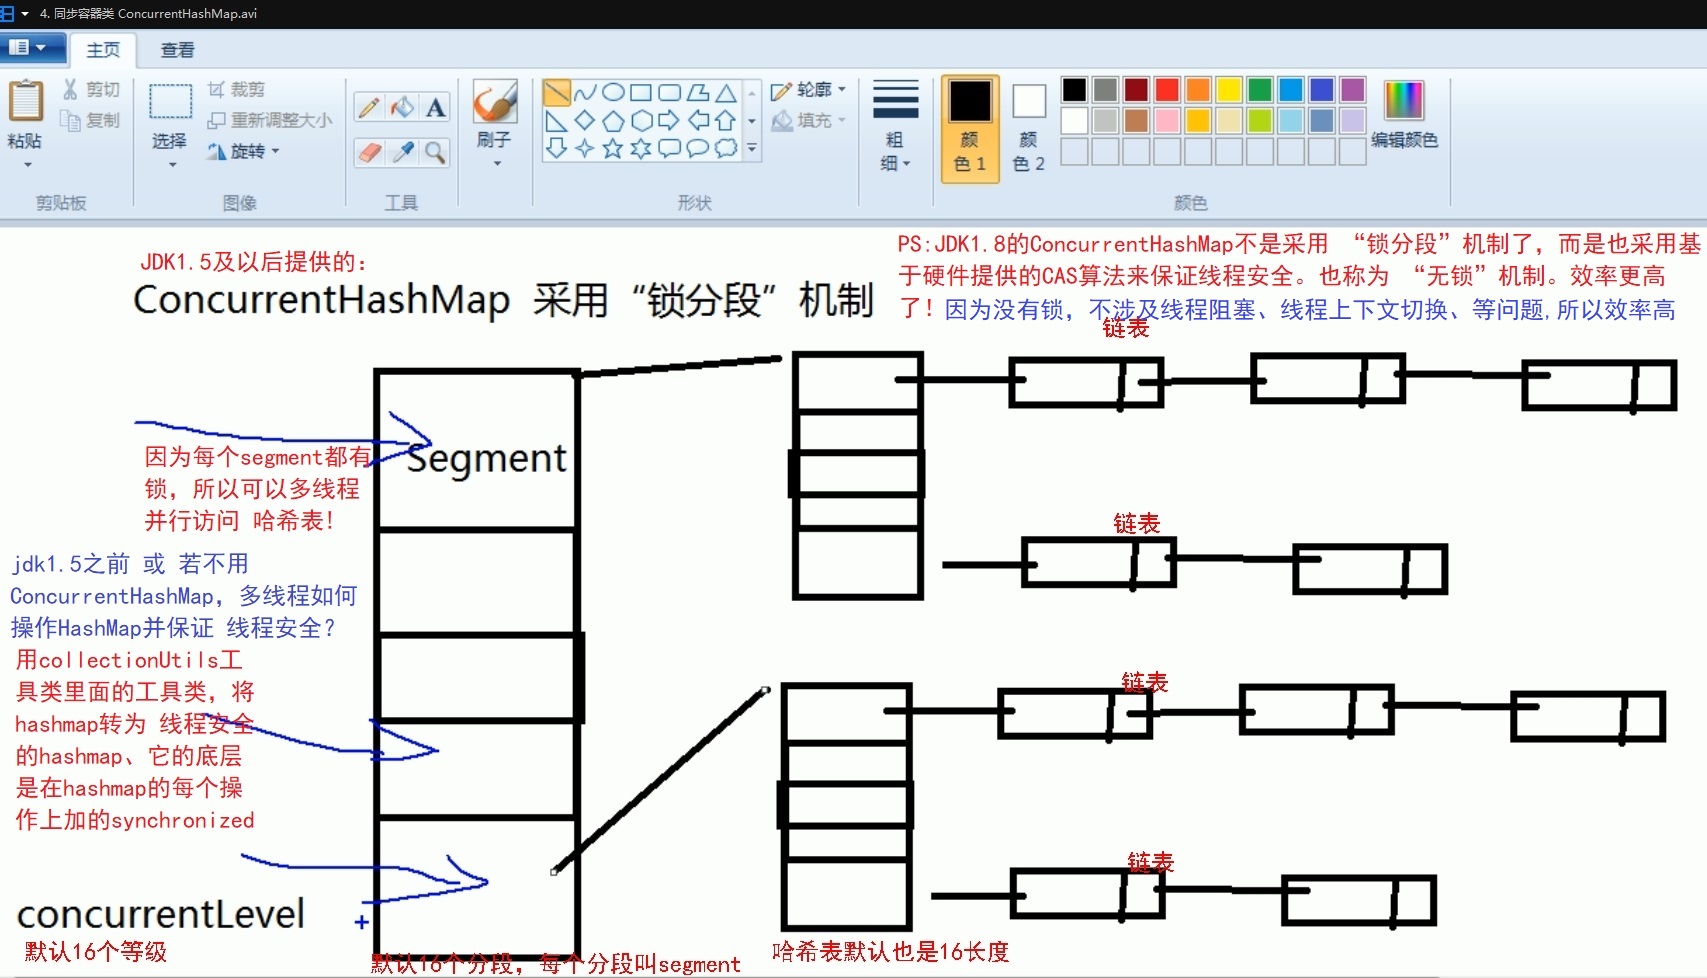 4. 同步容器类 ConcurrentHashMap.avi
主页
查看
粘贴
剪切
复制
剪贴板
选择
裁剪
重新调整大小
旋转
图像
A
工具
刷子
轮廓
填充
形状
粗
细
颜
色 1
颜
色 2
编辑颜色
颜色
JDK1.5及以后提供的：
ConcurrentHashMap 采用“锁分段”机制
PS:JDK1.8的ConcurrentHashMap不是采用 “锁分段”机制了，而是也采用基
于硬件提供的CAS算法来保证线程安全。也称为 “无锁”机制。效率更高
了！因为没有锁，不涉及线程阻塞、线程上下文切换、等问题,所以效率高
链表
Segment
因为每个segment都有
锁，所以可以多线程
并行访问 哈希表!
链表
jdk1.5之前 或 若不用
ConcurrentHashMap，多线程如何
操作HashMap并保证 线程安全？
用collectionUtils工
具类里面的工具类，将
hashmap转为 线程安全
的hashmap、它的底层
是在hashmap的每个操
作上加的synchronized
链表
链表
concurrentLevel
默认16个等级
默认16个分段，每个分段叫segment
哈希表默认也是16长度